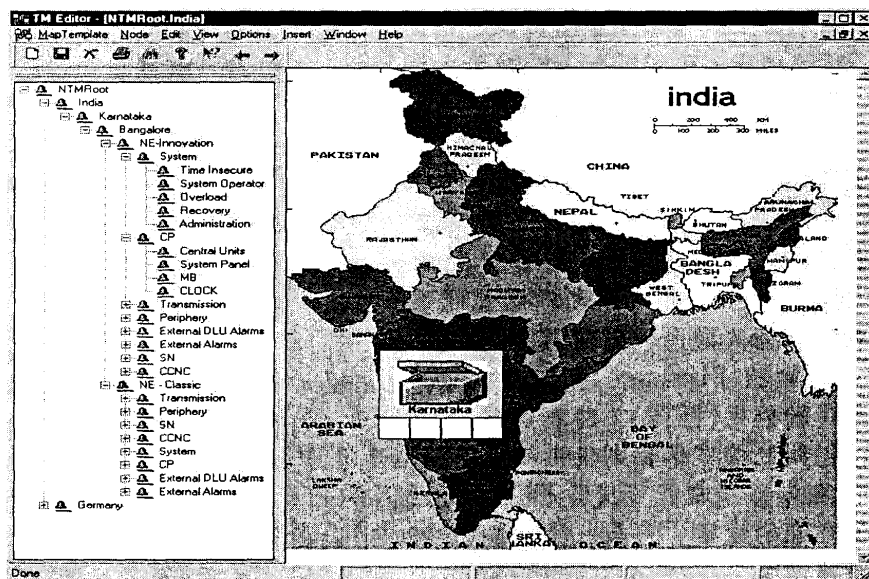 TM Editor - [NTMRoot.India]
MapTemplate Node Edit View Options Insert Window Help
NTMRoot
India
Karnataka
Bangalore
NE-Innovation
System
Time Insecure
System Operator
Overload
Recovery
Administration
CP
Central Units
System Panel
MB
CLOCK
Transmission
Periphery
External DLU Alarms
External Alarms
SN
CCNC
NE - Classic
Transmission
Periphery
SN
CCNC
System
CP
External DLU Alarms
External Alarms
Germany
india
0 200 400 KM
0 100 200 300 MILES
PAKISTAN
HIMACHAL
PRADESH
CHINA
TIBET
NEPAL
SIKKIM
ARUNACHAL
PRADESH
BHUTAN
RAJASTHAN
BANGLA
DESH
MANIPUR
TRIPURA
WEST
BENGAL
BURMA
Karnataka
ARABIAN
SEA
BAY
OF
BENGAL
KERALA
SRI
LANKA
INDIAN OCEAN
Done